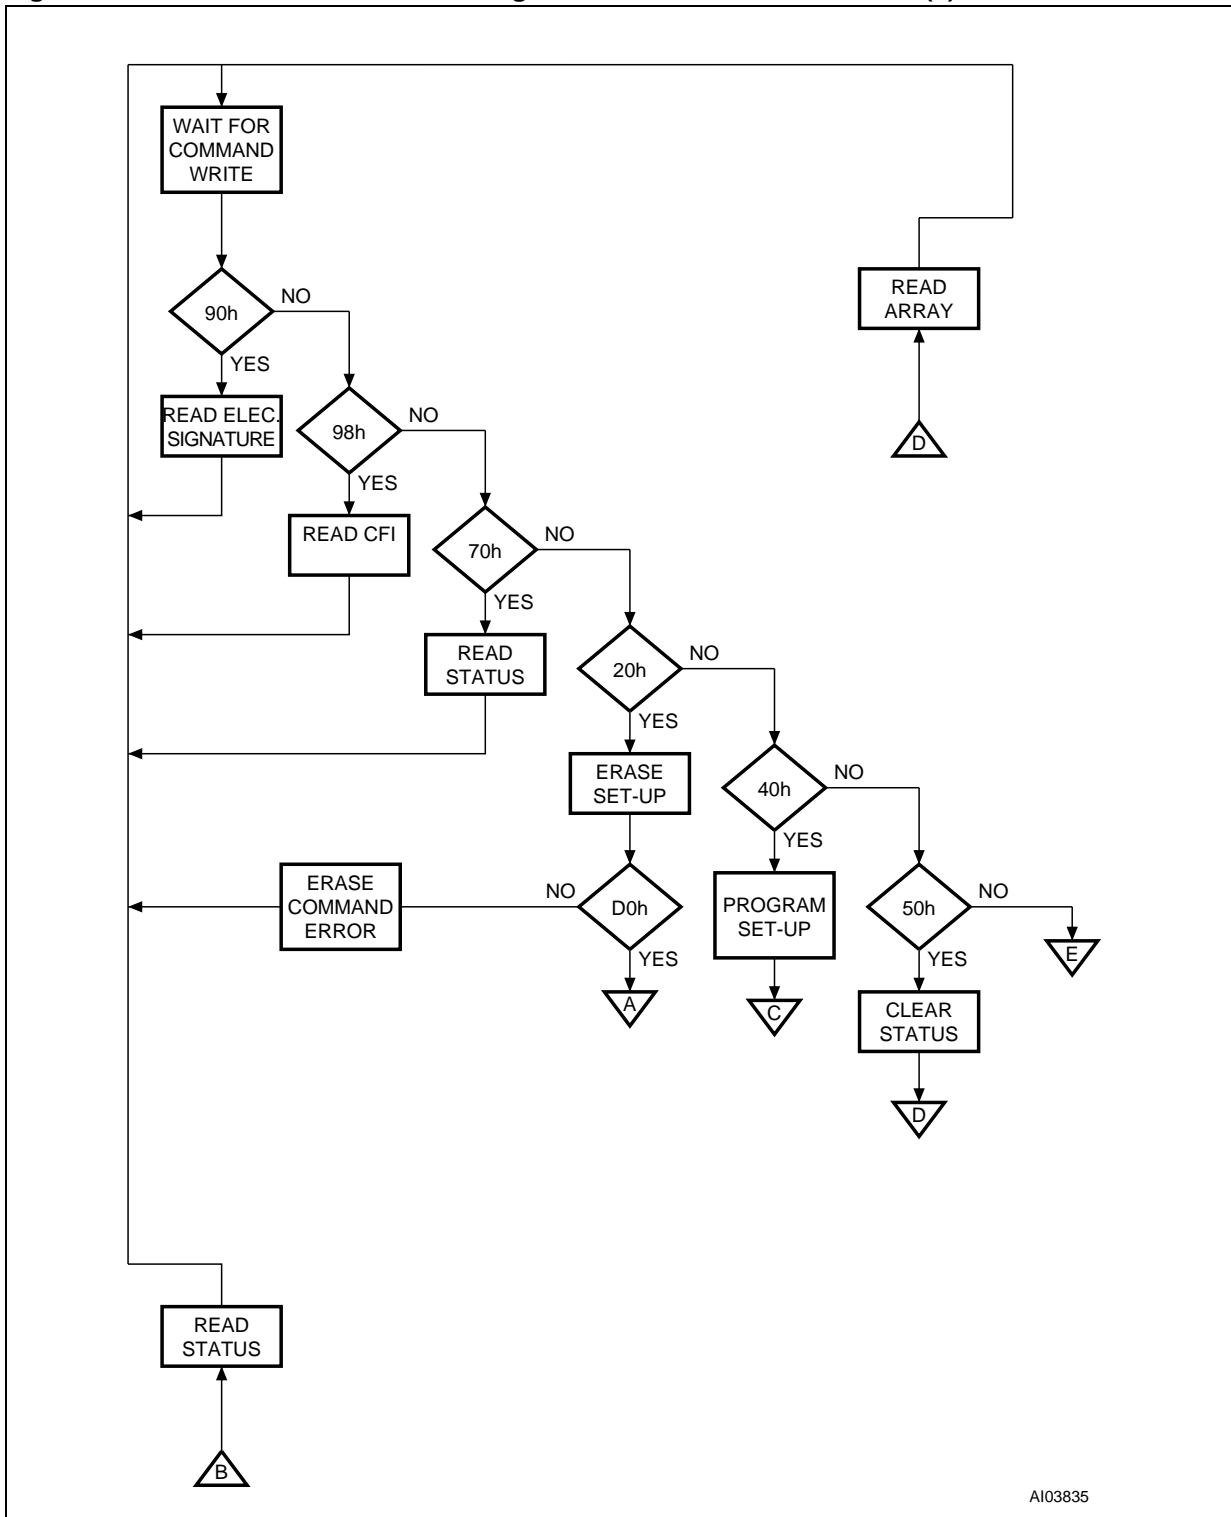 WAIT FOR
COMMAND
WRITE
90h
NO
YES
READ ELEC.
SIGNATURE
98h
NO
YES
READ CFI
70h
NO
YES
READ
STATUS
20h
NO
YES
ERASE
SET-UP
D0h
NO
YES
ERASE
COMMAND
ERROR
A
40h
NO
YES
PROGRAM
SET-UP
C
50h
NO
YES
E
CLEAR
STATUS
D
READ
ARRAY
D
READ
STATUS
B
AI03835